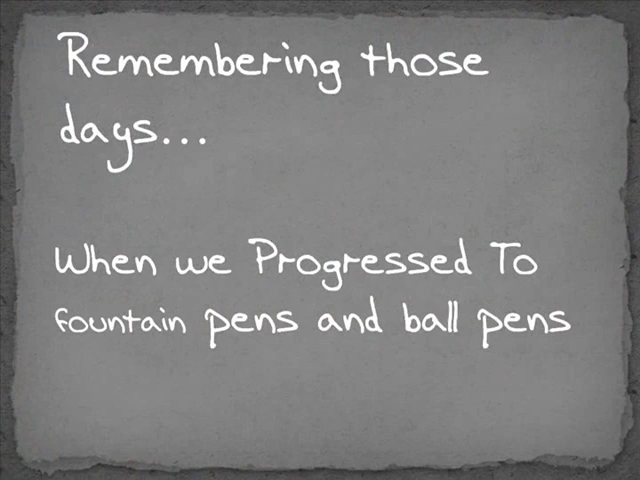 Remembering those
days...
When we Progressed To
fountain pens and ball pens